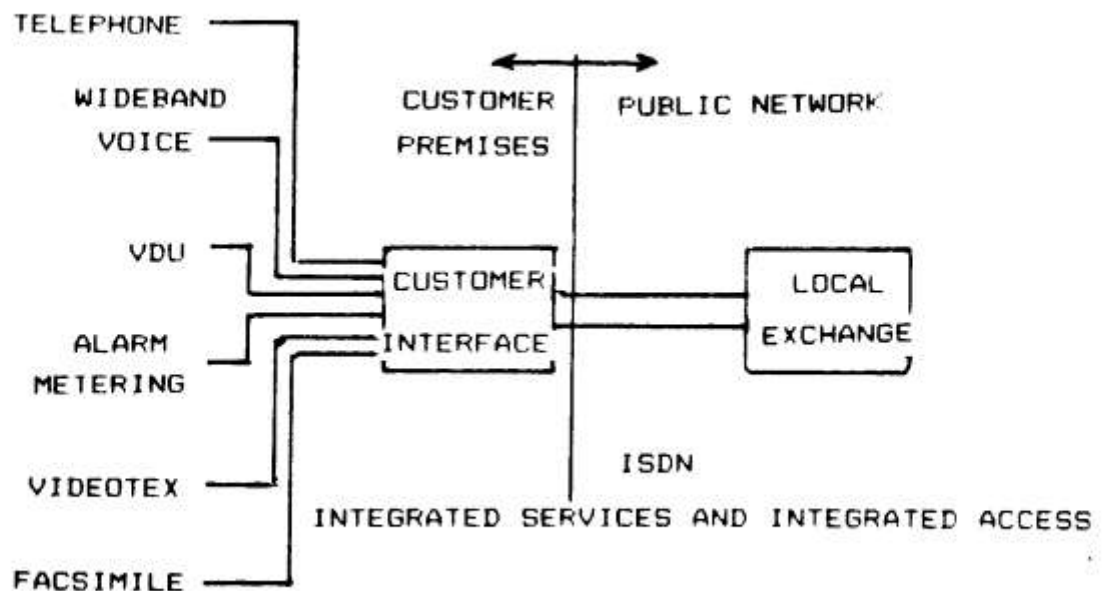 TELEPHONE
WIDEBAND
VOICE
VDU
ALARM
METERING
VIDEOTEX
FACSIMILE
CUSTOMER
PREMISES
PUBLIC NETWORK
CUSTOMER
INTERFACE
LOCAL
EXCHANGE
ISDN
INTEGRATED SERVICES AND INTEGRATED ACCESS